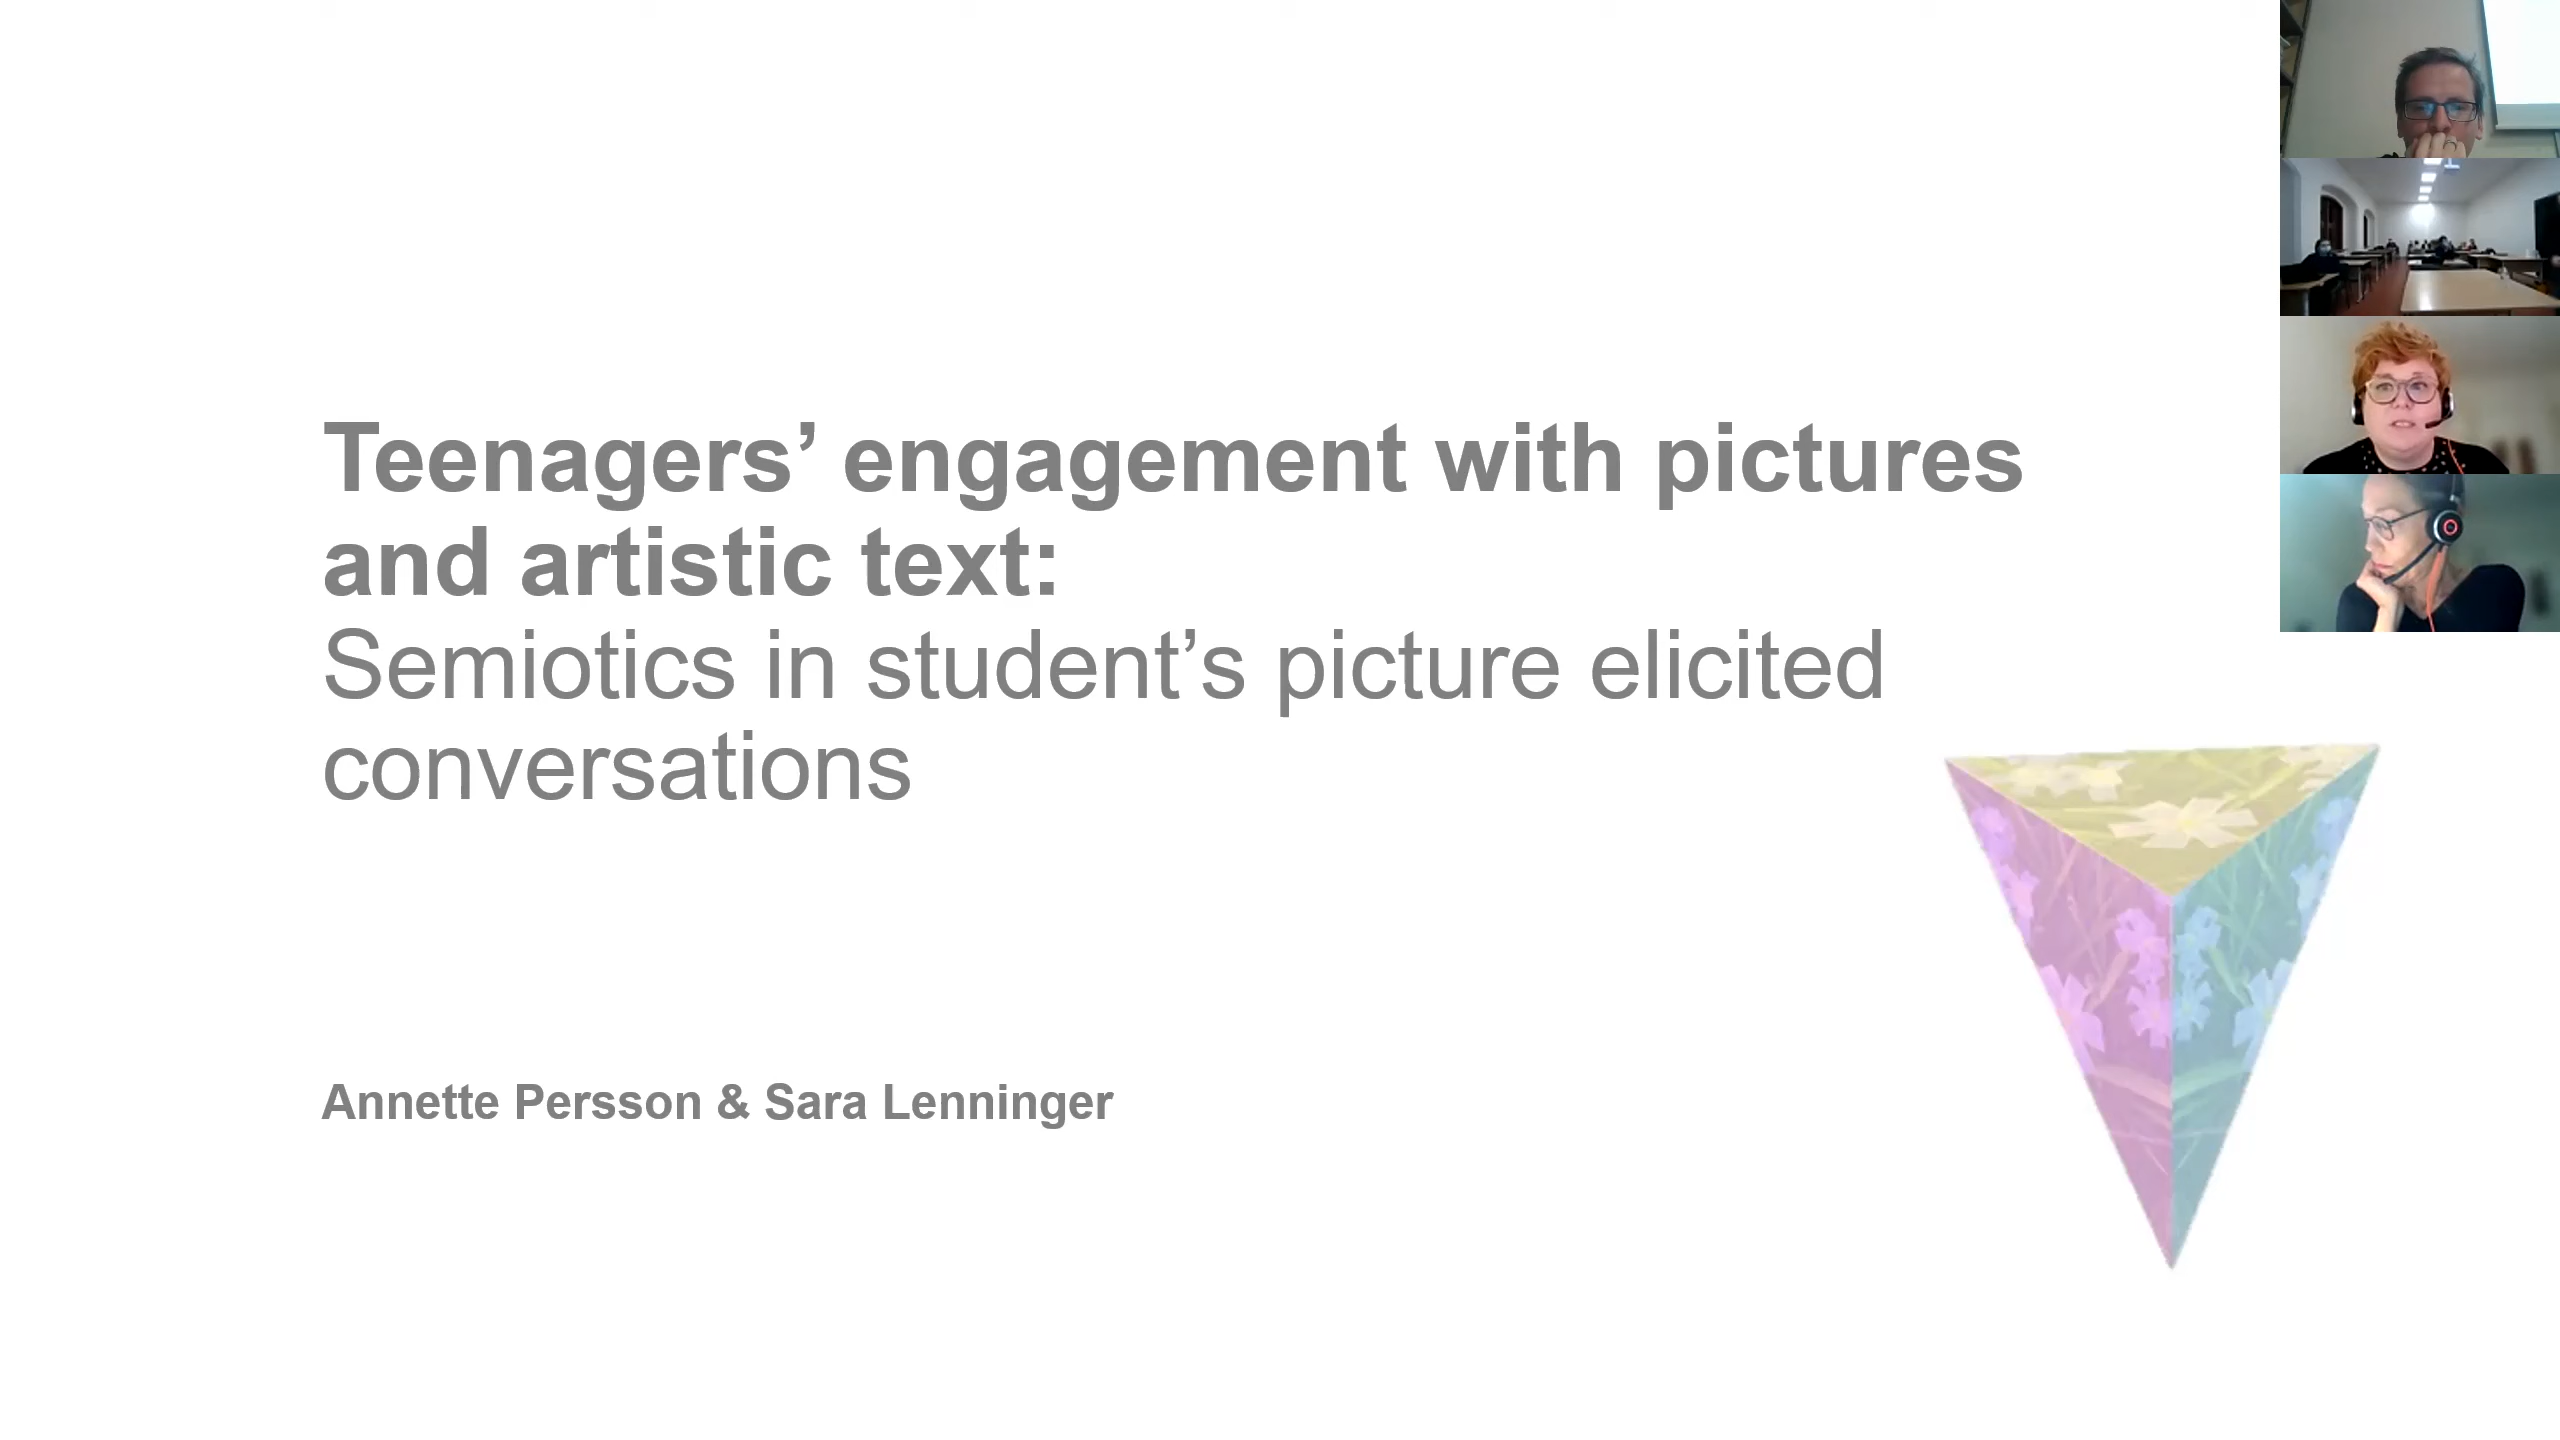 Teenagers’ engagement with pictures
and artistic text:
Semiotics in student’s picture elicited
conversations
Annette Persson & Sara Lenninger